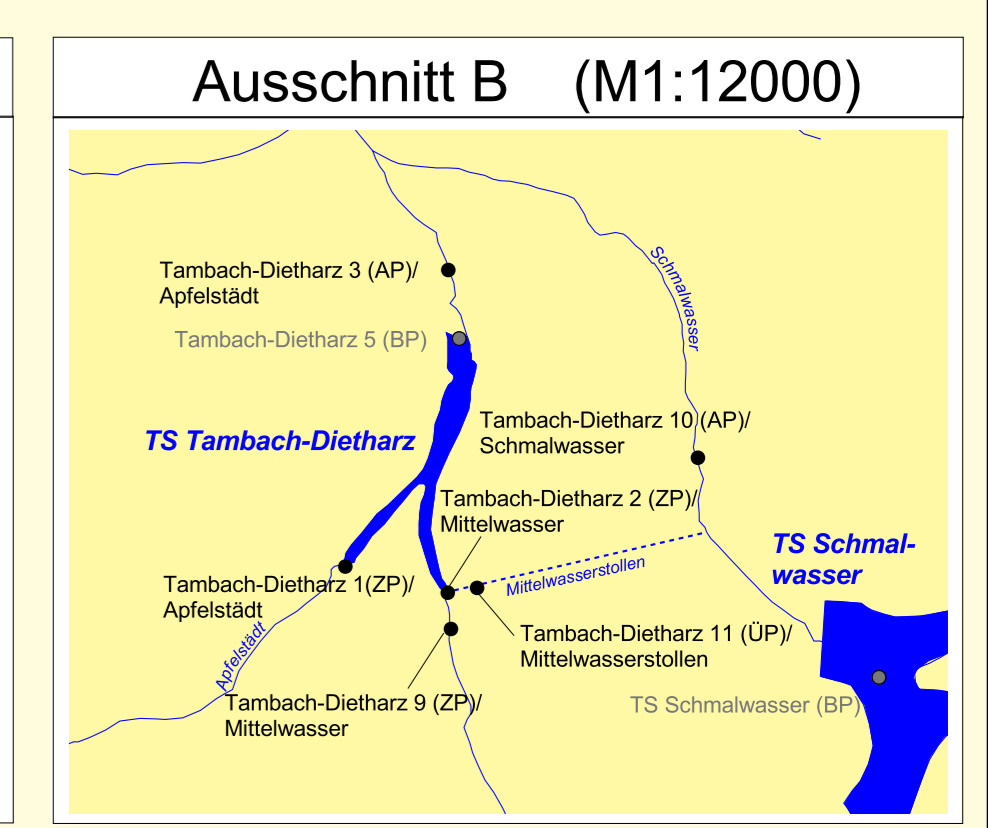 Ausschnitt B (M1:12000)
Tambach-Dietharz 3 (AP)/
Apfelstädt
Schmalwasser
Tambach-Dietharz 5 (BP)
TS Tambach-Dietharz
Tambach-Dietharz 10 (AP)/
Schmalwasser
Tambach-Dietharz 2 (ZP)/
Mittelwasser
TS Schmal-
wasser
Mittelwasserstollen
Tambach-Dietharz 1(ZP)/
Apfelstädt
Tambach-Dietharz 11 (ÜP)/
Mittelwasserstollen
Apfelstädt
Tambach-Dietharz 9 (ZP)/
Mittelwasser
TS Schmalwasser (BP)